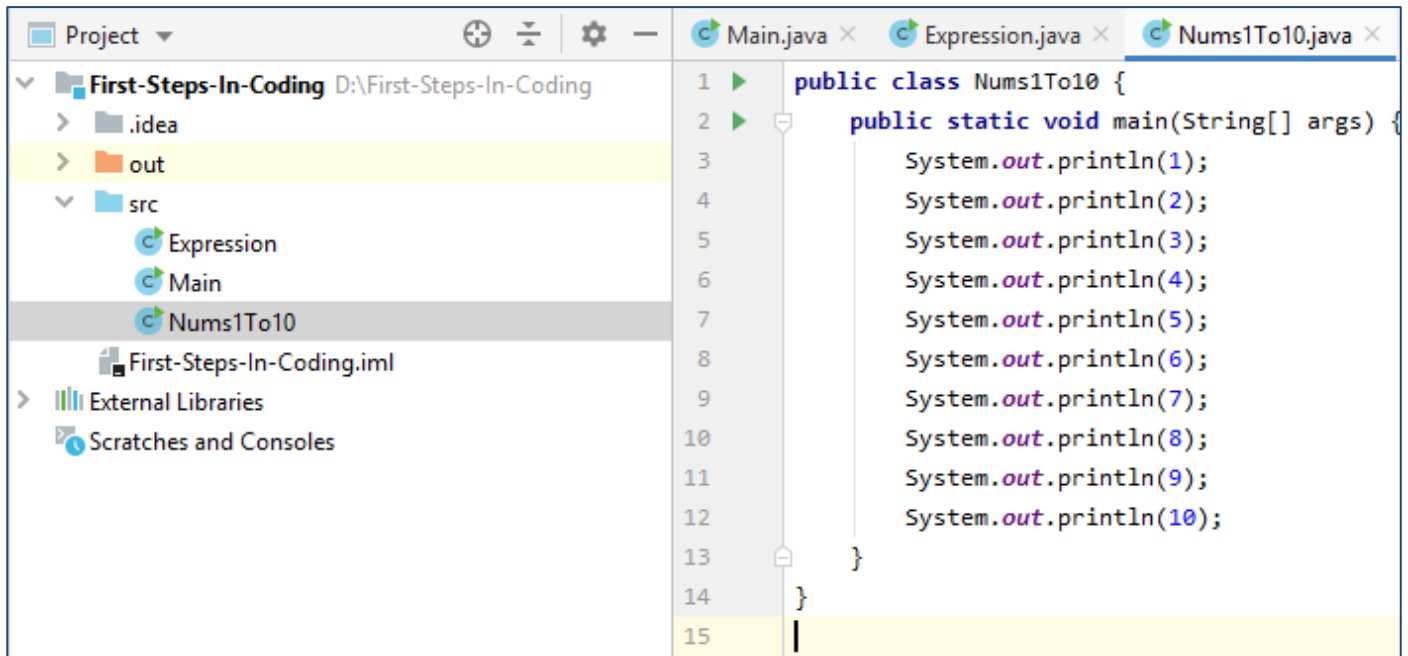 Project
First-Steps-In-Coding D:\First-Steps-In-Coding
.idea
out
src
Expression
Main
Nums1To10
First-Steps-In-Coding.iml
External Libraries
Scratches and Consoles
Main.java Expression.java Nums1To10.java
1 public class Nums1To10 {
2 public static void main(String[] args) {
3 System.out.println(1);
4 System.out.println(2);
5 System.out.println(3);
6 System.out.println(4);
7 System.out.println(5);
8 System.out.println(6);
9 System.out.println(7);
10 System.out.println(8);
11 System.out.println(9);
12 System.out.println(10);
13 }
14 }
15